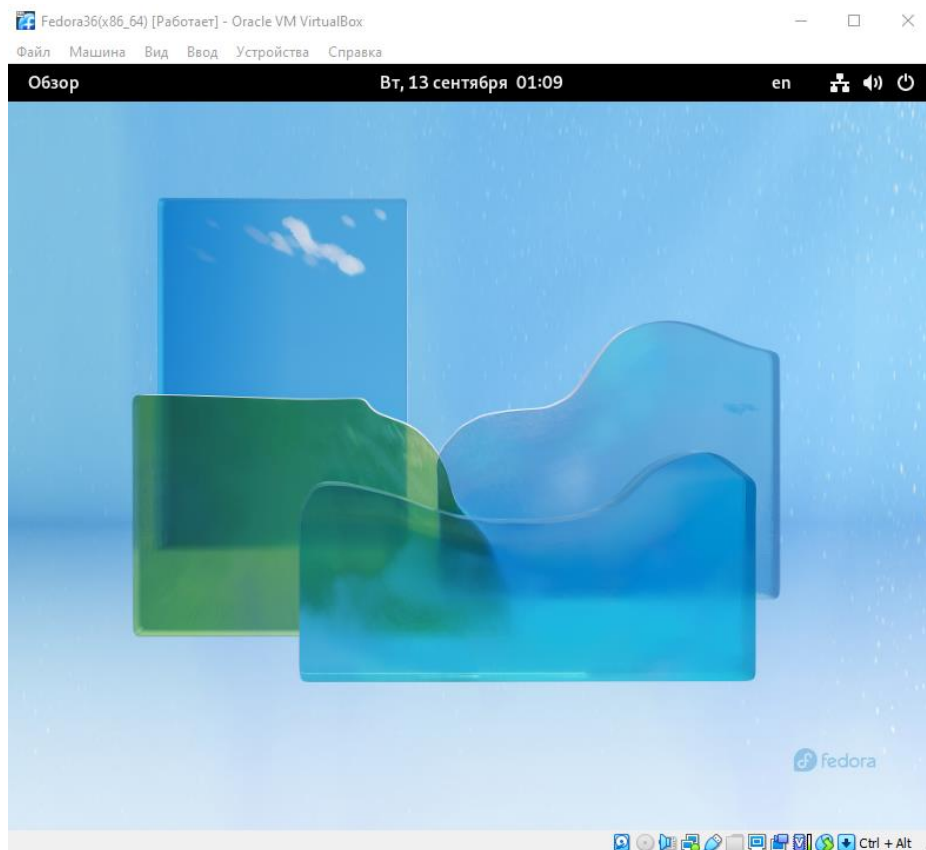 Fedora36(x86_64) [Работает] - Oracle VM VirtualBox
Файл Машина Вид Ввод Устройства Справка
Обзор Вт, 13 сентября 01:09 en
fedora
Ctrl + Alt